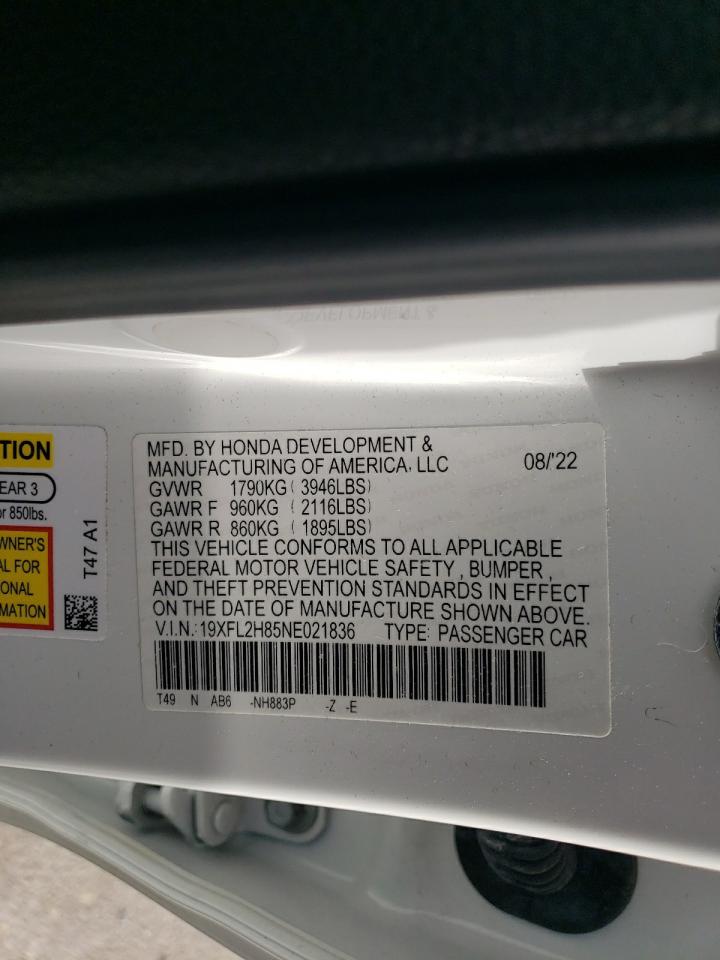 MFD. BY HONDA DEVELOPMENT &
MANUFACTURING OF AMERICA, LLC 08/'22
GVWR 1790KG ( 3946LBS)
GAWR F 960KG ( 2116LBS)
GAWR R 860KG ( 1895LBS)
THIS VEHICLE CONFORMS TO ALL APPLICABLE
FEDERAL MOTOR VEHICLE SAFETY , BUMPER ,
AND THEFT PREVENTION STANDARDS IN EFFECT
ON THE DATE OF MANUFACTURE SHOWN ABOVE.
V.I.N.: 19XFL2H85NE021836 TYPE: PASSENGER CAR
T49 N AB6 -NH883P -Z -E
TION
EAR 3
r 850lbs.
WNER'S
AL FOR
IONAL
MATION
T47 A1